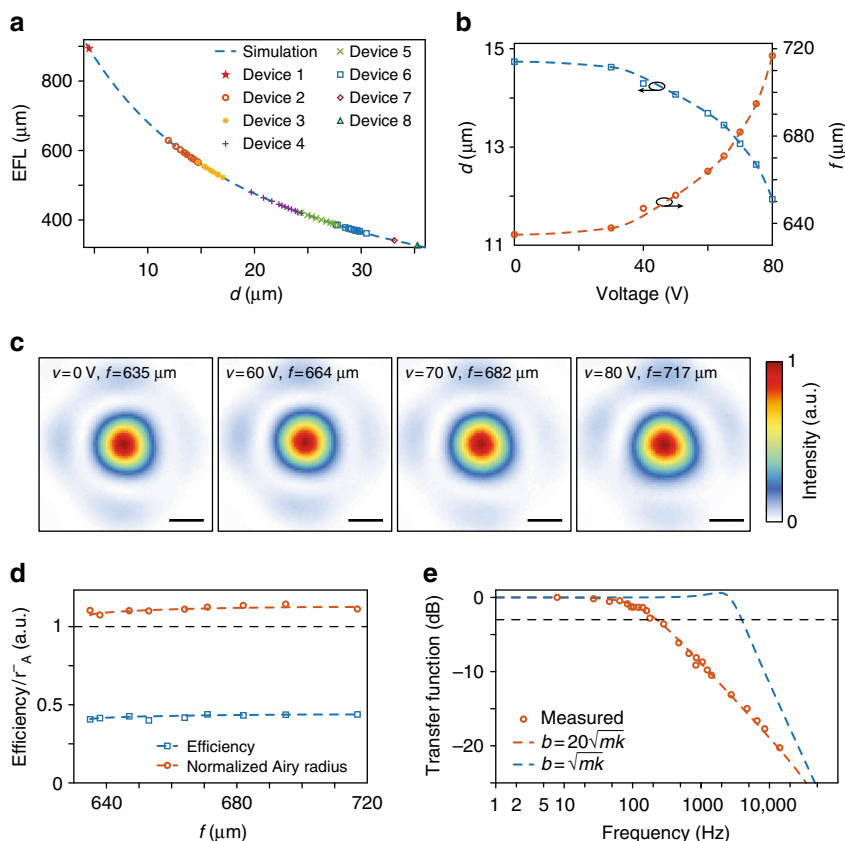 a
EFL (μm)
800
600
400
10
20
30
d (μm)
Simulation
Device 1
Device 2
Device 3
Device 4
Device 5
Device 6
Device 7
Device 8
b
d (μm)
15
13
11
0
40
80
Voltage (V)
720
680
640
f (μm)
c
v=0 V, f=635 μm
v=60 V, f=664 μm
v=70 V, f=682 μm
v=80 V, f=717 μm
1
0
Intensity (a.u.)
d
Efficiency/r⁻A (a.u.)
1
0.5
0
Efficiency
Normalized Airy radius
640
680
720
f (μm)
e
Transfer function (dB)
0
−10
−20
Measured
b=20√mk
b=√mk
1 2 5 10 100 1000 10,000
Frequency (Hz)